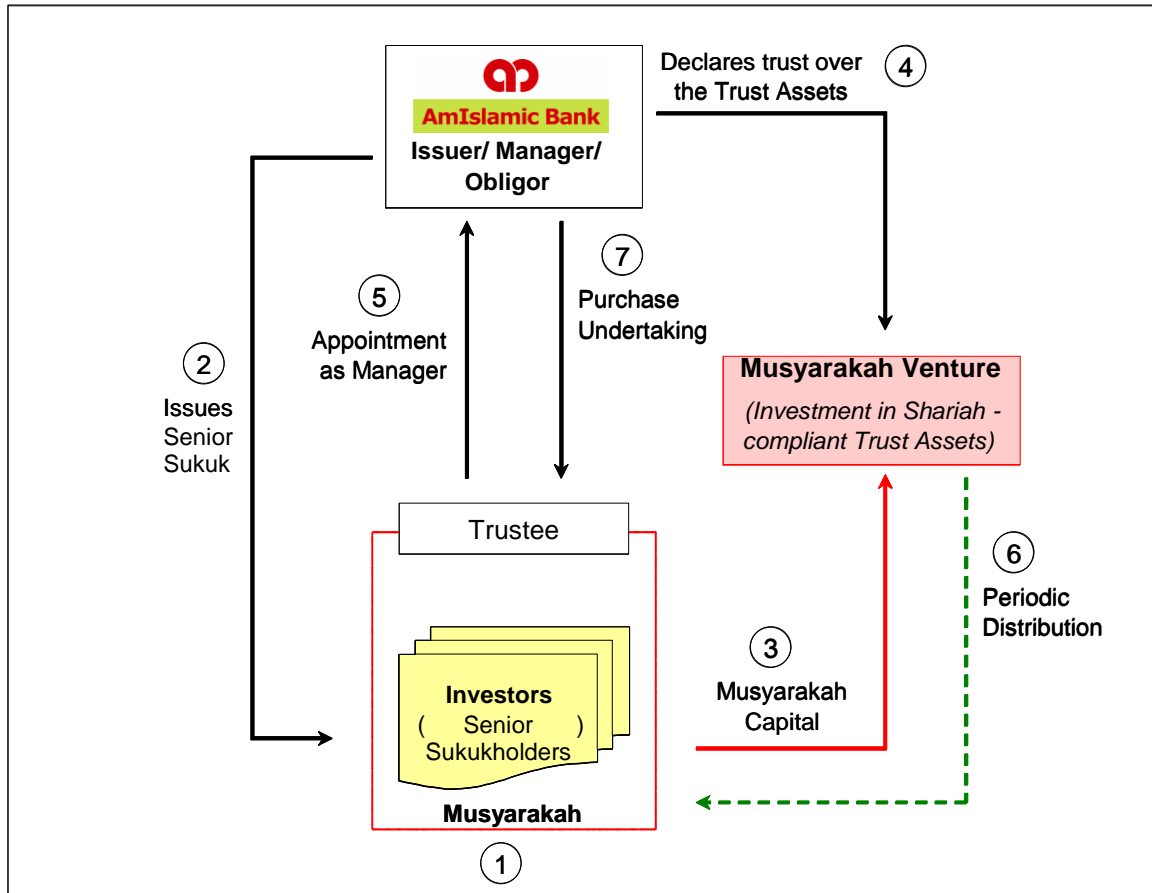 AmIslamic Bank
Issuer/ Manager/
Obligor
Declares trust over
the Trust Assets
4
7
Purchase
Undertaking
5
Appointment
as Manager
2
Issues
Senior
Sukuk
Musyarakah Venture
(Investment in Shariah -
compliant Trust Assets)
Trustee
6
Periodic
Distribution
3
Musyarakah
Capital
Investors
( Senior )
Sukukholders
Musyarakah
1